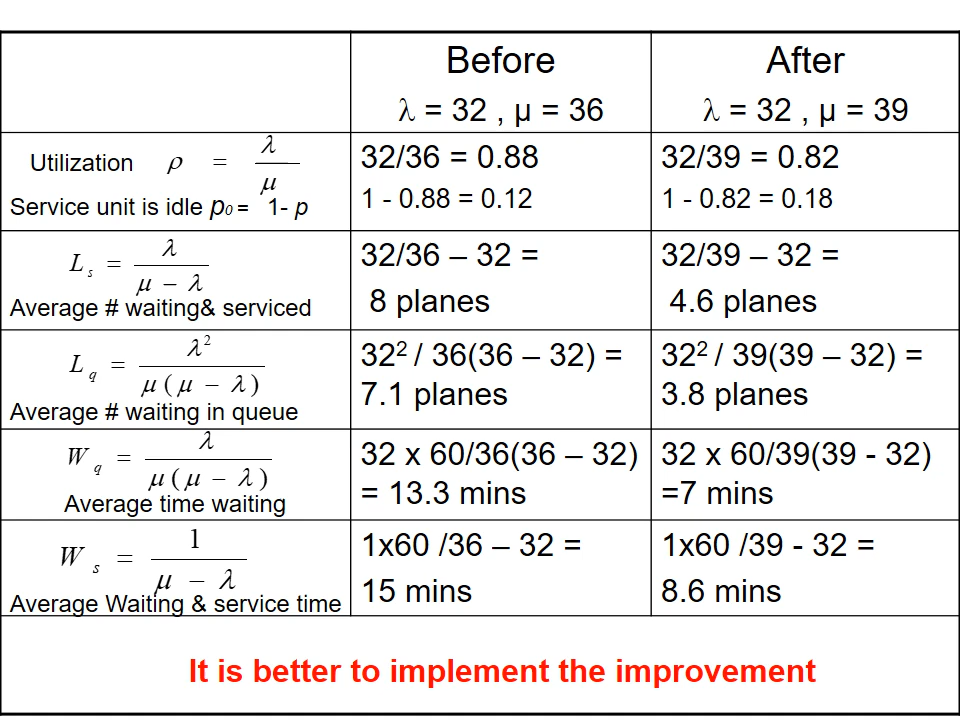 Before
After
λ = 32 , µ = 36
λ = 32 , µ = 39
Utilization ρ = λ / μ
Service unit is idle p0 = 1- p
32/36 = 0.88
1 - 0.88 = 0.12
32/39 = 0.82
1 - 0.82 = 0.18
L s = λ / μ − λ
Average # waiting& serviced
32/36 – 32 =
8 planes
32/39 – 32 =
4.6 planes
L q = λ² / μ ( μ − λ )
Average # waiting in queue
32² / 36(36 – 32) =
7.1 planes
32² / 39(39 – 32) =
3.8 planes
W q = λ / μ ( μ − λ )
Average time waiting
32 x 60/36(36 – 32)
= 13.3 mins
32 x 60/39(39 - 32)
=7 mins
W s = 1 / μ − λ
Average Waiting & service time
1x60 /36 – 32 =
15 mins
1x60 /39 - 32 =
8.6 mins
It is better to implement the improvement